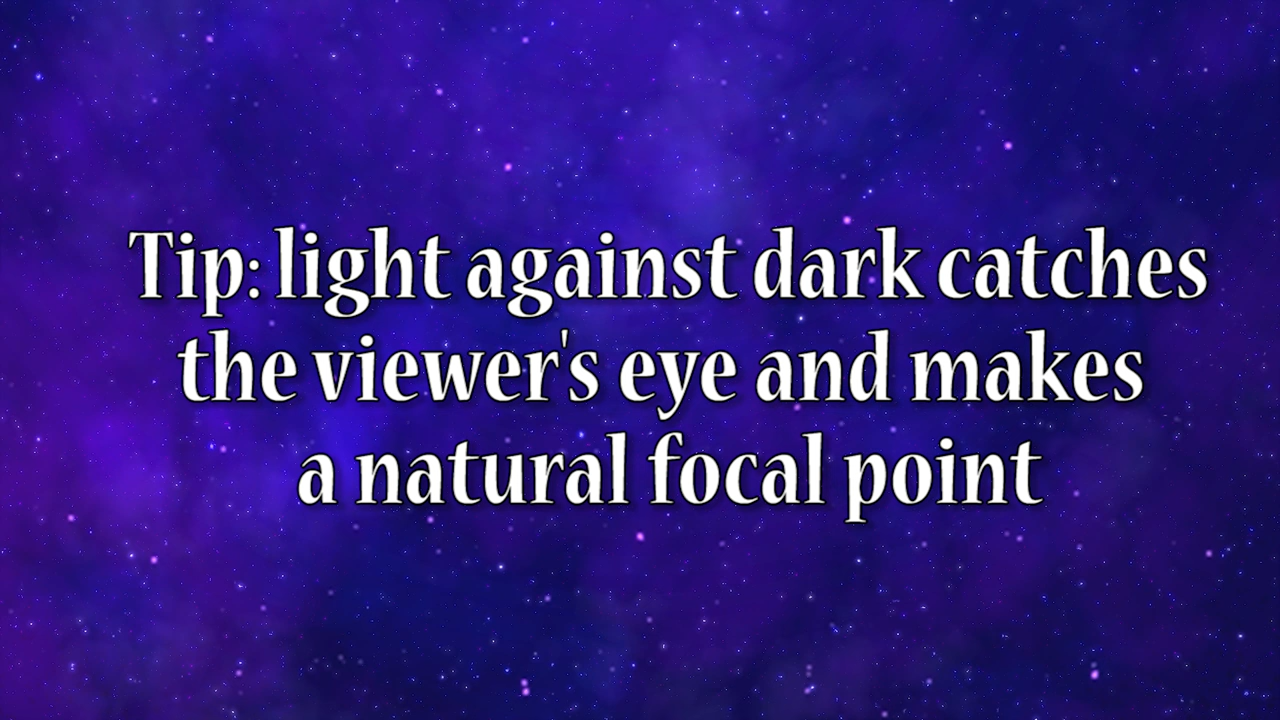 Tip: light against dark catches
the viewer's eye and makes
a natural focal point